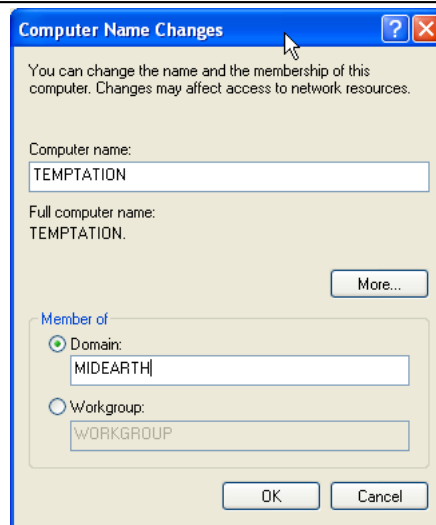 Computer Name Changes
You can change the name and the membership of this
computer. Changes may affect access to network resources.
Computer name:
TEMPTATION
Full computer name:
TEMPTATION.
More...
Member of
Domain:
MIDEARTH
Workgroup:
WORKGROUP
OK Cancel